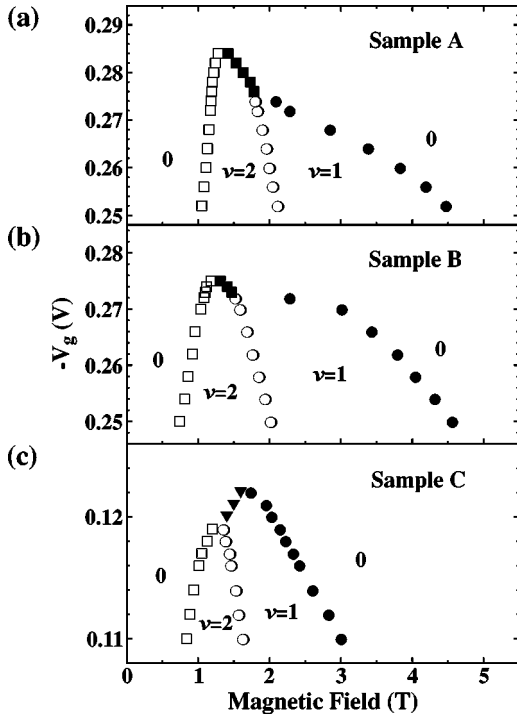 (a)
Sample A
0.29
0.28
0.27
0.26
0.25
0
ν=2
ν=1
0
(b)
Sample B
-Vg (V)
0.27
0.26
0.25
0
ν=2
ν=1
0
(c)
Sample C
0.12
0.11
0
ν=2
ν=1
0
0 1 2 3 4 5
Magnetic Field (T)